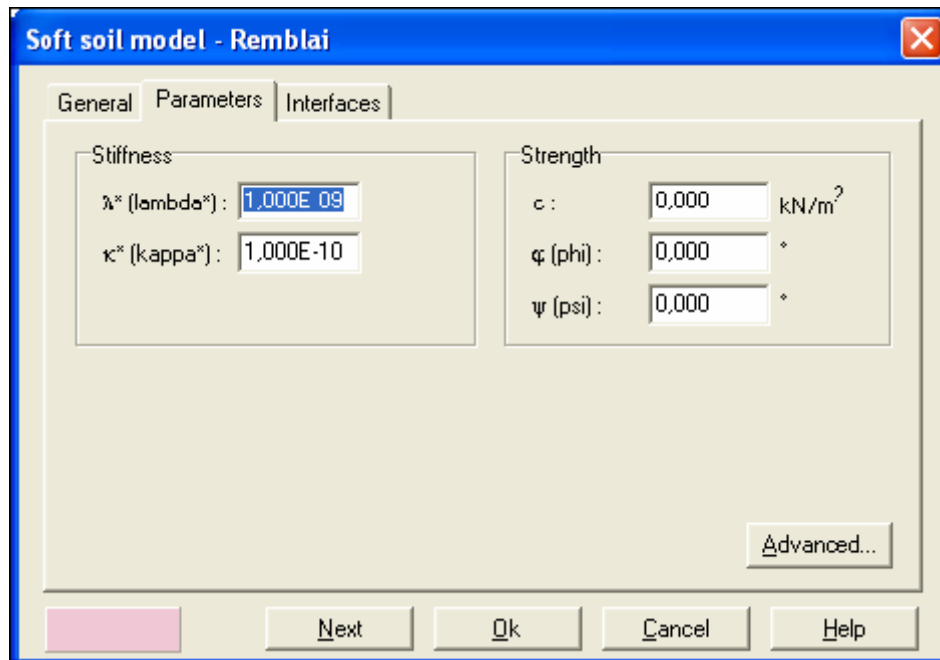 Soft soil model - Remblai
General Parameters Interfaces
Stiffness
λ* (lambda*) : 1,000E 09
κ* (kappa*) : 1,000E-10
Strength
c : 0,000 kN/m²
φ (phi) : 0,000 °
ψ (psi) : 0,000 °
Advanced...
Next Ok Cancel Help